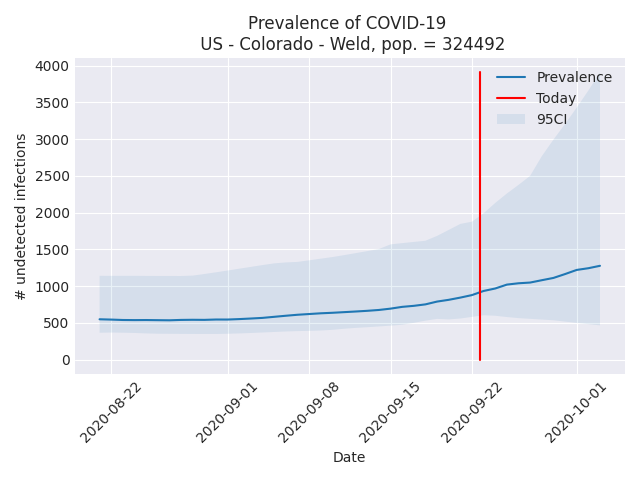 Prevalence of COVID-19
US - Colorado - Weld, pop. = 324492
4000
3500
3000
2500
2000
1500
1000
500
0
# undetected infections
Prevalence
Today
95CI
2020-08-22
2020-09-01
2020-09-08
2020-09-15
2020-09-22
2020-10-01
Date